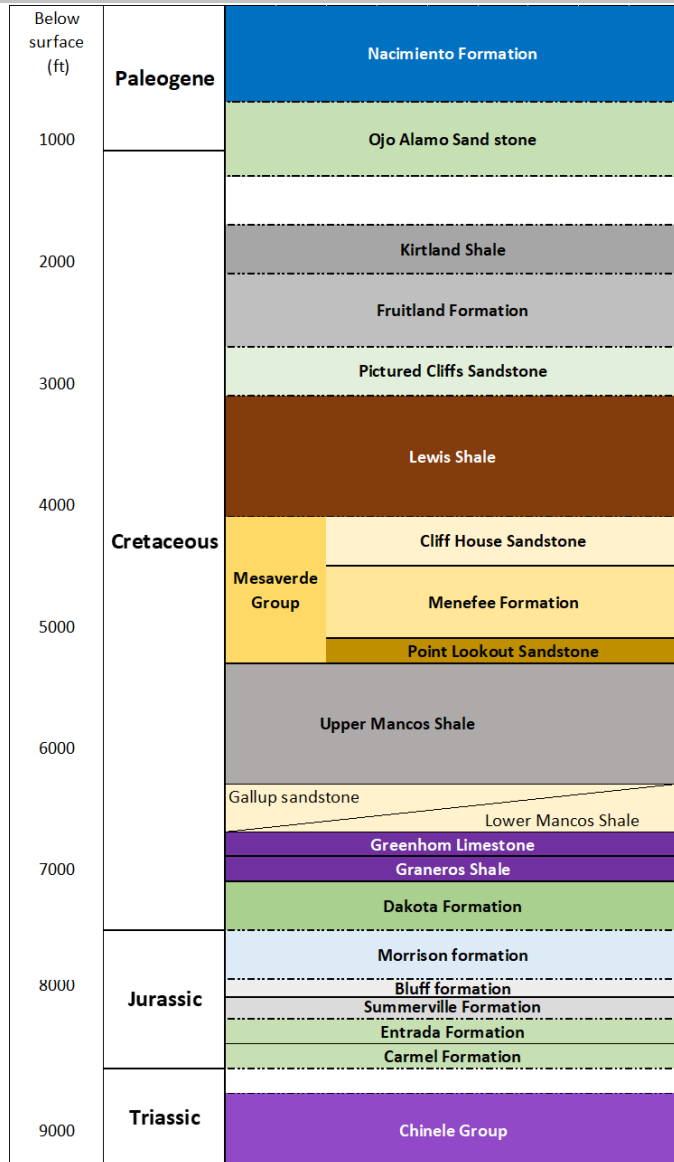 Below
surface
(ft)
Nacimiento Formation
Paleogene
1000
Ojo Alamo Sand stone
Kirtland Shale
2000
Fruitland Formation
Pictured Cliffs Sandstone
3000
Lewis Shale
4000
Cretaceous
Cliff House Sandstone
Mesaverde
Group
Menefee Formation
5000
Point Lookout Sandstone
Upper Mancos Shale
6000
Gallup sandstone
Lower Mancos Shale
Greenhom Limestone
7000
Graneros Shale
Dakota Formation
Morrison formation
8000
Bluff formation
Jurassic
Summerville Formation
Entrada Formation
Carmel Formation
Triassic
9000
Chinele Group